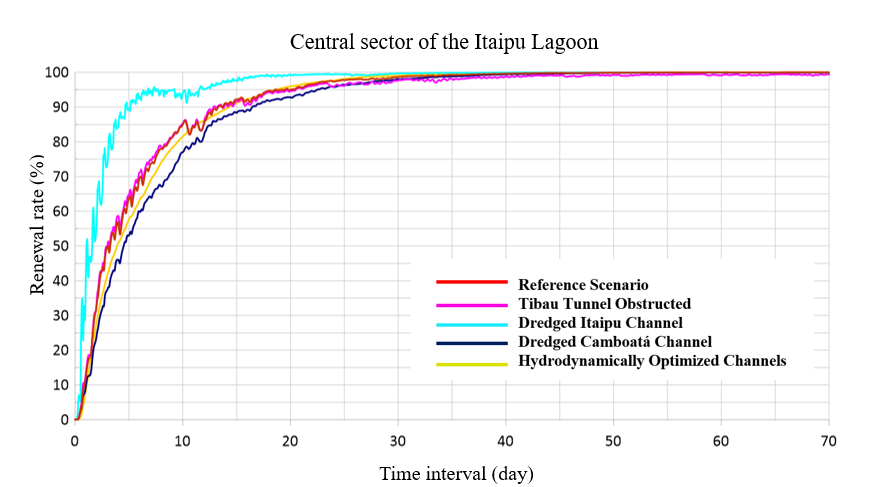 Central sector of the Itaipu Lagoon
Renewal rate (%)
100
90
80
70
60
50
40
30
20
10
0
Reference Scenario
Tibau Tunnel Obstructed
Dredged Itaipu Channel
Dredged Camboatá Channel
Hydrodynamically Optimized Channels
0 10 20 30 40 50 60 70
Time interval (day)